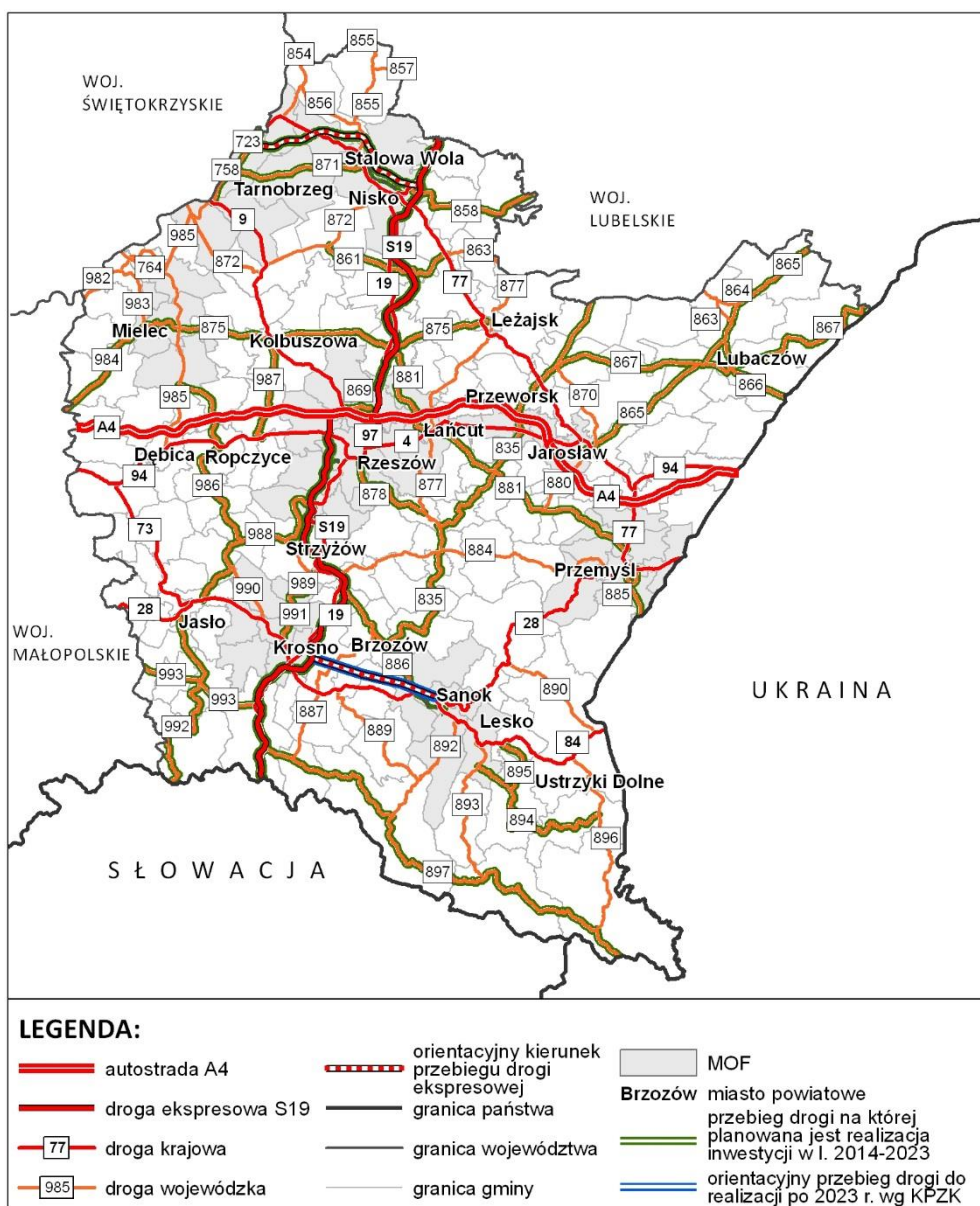 855
854
857
WOJ.
ŚWIĘTOKRZYSKIE
856
855
723
Stalowa Wola
758
871
Tarnobrzeg
Nisko
WOJ.
LUBELSKIE
858
9
872
985
S19
863
865
872
861
764
982
19
77
877
864
983
863
867
Mielec
875
875
Leżajsk
Kolbuszowa
984
867
Lubaczów
987
881
866
985
869
Przeworsk
870
865
A4
97
4
Łańcut
835
Jarosław
Dębica
Ropczyce
Rzeszów
94
94
986
878
877
881
880
A4
73
S19
77
988
Strzyżów
884
Przemyśl
990
989
885
28
991
19
835
28
Jasło
WOJ.
MAŁOPOLSKIE
Krosno
Brzozów
886
993
Sanok
890
UKRAINA
993
887
Lesko
992
889
892
84
895
Ustrzyki Dolne
893
894
896
SŁOWACJA
897
LEGENDA:
autostrada A4
droga ekspresowa S19
77 droga krajowa
985 droga wojewódzka
orientacyjny kierunek
przebiegu drogi
ekspresowej
granica państwa
granica województwa
granica gminy
MOF
Brzozów miasto powiatowe
przebieg drogi na której
planowana jest realizacja
inwestycji w l. 2014-2023
orientacyjny przebieg drogi do
realizacji po 2023 r. wg KPZK